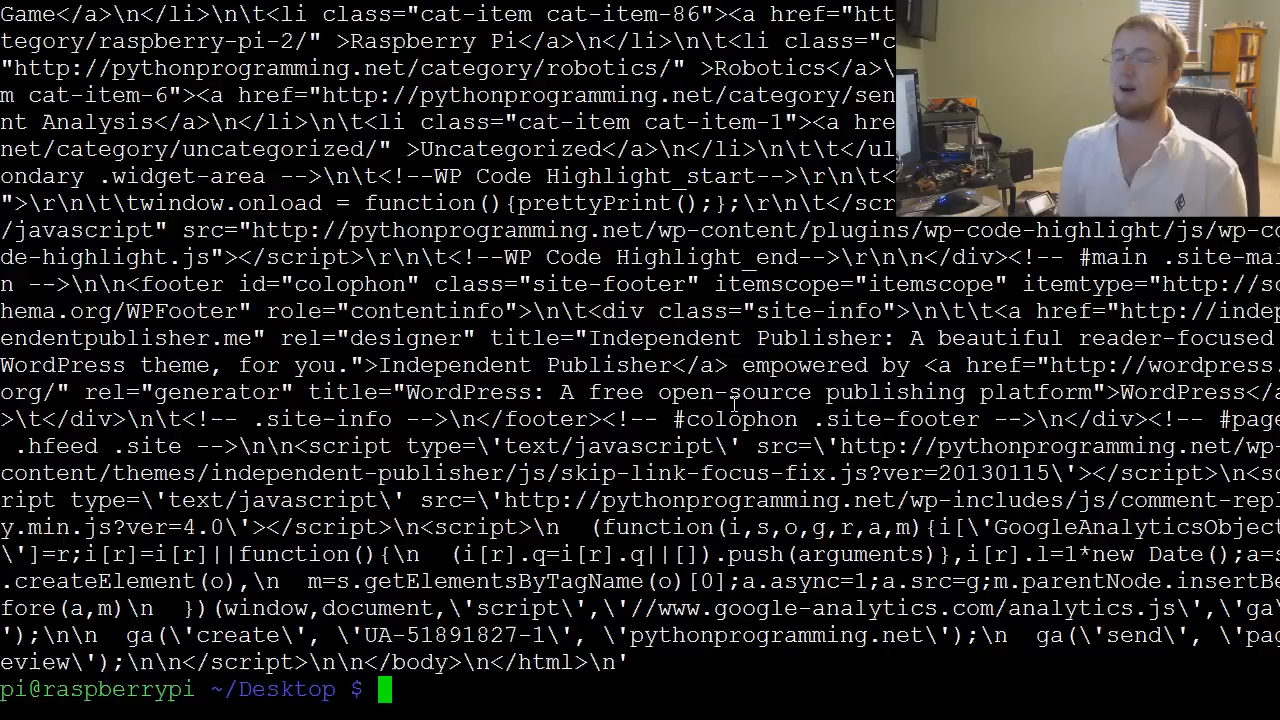 Game</a>\n</li>\n\t<li class="cat-item cat-item-86"><a href="htt
tegory/raspberry-pi-2/" >Raspberry Pi</a>\n</li>\n\t<li class="c
"http://pythonprogramming.net/category/robotics/" >Robotics</a>\
m cat-item-6"><a href="http://pythonprogramming.net/category/sen
nt Analysis</a>\n</li>\n\t<li class="cat-item cat-item-1"><a hre
net/category/uncategorized/" >Uncategorized</a>\n</li>\n\t\t</ul
ondary .widget-area -->\n\t<!--WP Code Highlight_start-->\r\n\t<
">\r\n\t\twindow.onload = function(){prettyPrint();};\r\n\t</scr
/javascript" src="http://pythonprogramming.net/wp-content/plugins/wp-code-highlight/js/wp-co
de-highlight.js"></script>\r\n\t<!--WP Code Highlight_end-->\r\n\n</div><!-- #main .site-mai
n -->\n\n<footer id="colophon" class="site-footer" itemscope="itemscope" itemtype="http://sc
hema.org/WPFooter" role="contentinfo">\n\t<div class="site-info">\n\t\t<a href="http://indep
endentpublisher.me" rel="designer" title="Independent Publisher: A beautiful reader-focused
WordPress theme, for you.">Independent Publisher</a> empowered by <a href="http://wordpress.
org/" rel="generator" title="WordPress: A free open-source publishing platform">WordPress</a
>\t</div>\n\t<!-- .site-info -->\n</footer><!-- #colophon .site-footer -->\n</div><!-- #page
.hfeed .site -->\n\n<script type=\'text/javascript\' src=\'http://pythonprogramming.net/wp-
content/themes/independent-publisher/js/skip-link-focus-fix.js?ver=20130115\'></script>\n<sc
ript type=\'text/javascript\' src=\'http://pythonprogramming.net/wp-includes/js/comment-repl
y.min.js?ver=4.0\'></script>\n<script>\n  (function(i,s,o,g,r,a,m){i[\'GoogleAnalyticsObject
\']=r;i[r]=i[r]||function(){\n  (i[r].q=i[r].q||[]).push(arguments)},i[r].l=1*new Date();a=s
.createElement(o),\n  m=s.getElementsByTagName(o)[0];a.async=1;a.src=g;m.parentNode.insertBe
fore(a,m)\n  })(window,document,\'script\',\'//www.google-analytics.com/analytics.js\',\'ga\
');\n\n  ga(\'create\', \'UA-51891827-1\', \'pythonprogramming.net\');\n  ga(\'send\', \'pag
eview\');\n\n</script>\n\n</body>\n</html>\n'
pi@raspberrypi ~/Desktop $